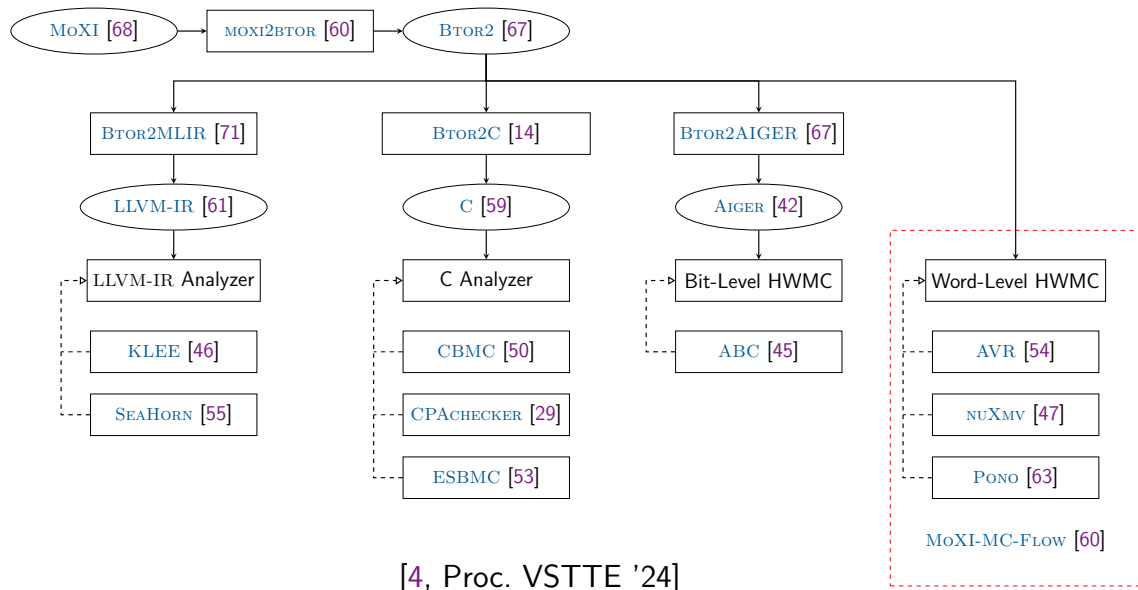 MoXI [68] moxi2btor [60] Btor2 [67]
Btor2MLIR [71] Btor2C [14] Btor2AIGER [67]
LLVM-IR [61] C [59] Aiger [42]
LLVM-IR Analyzer C Analyzer Bit-Level HWMC Word-Level HWMC
KLEE [46] CBMC [50] ABC [45] AVR [54]
SeaHorn [55] CPAchecker [29] nuXmv [47]
ESBMC [53] Pono [63]
MoXI-MC-Flow [60]
[4, Proc. VSTTE '24]